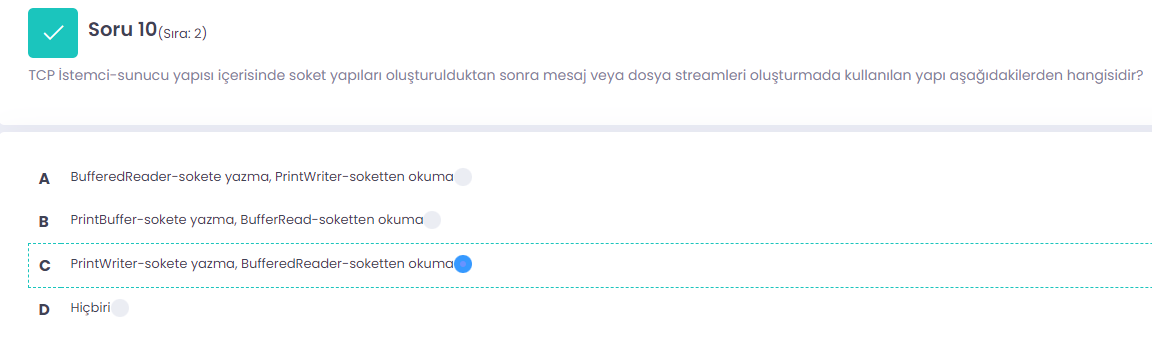 Soru 10(Sıra: 2)
TCP İstemci-sunucu yapısı içerisinde soket yapıları oluşturulduktan sonra mesaj veya dosya streamleri oluşturmada kullanılan yapı aşağıdakilerden hangisidir?
A BufferedReader-sokete yazma, PrintWriter-soketten okuma
B PrintBuffer-sokete yazma, BufferRead-soketten okuma
C PrintWriter-sokete yazma, BufferedReader-soketten okuma
D Hiçbiri